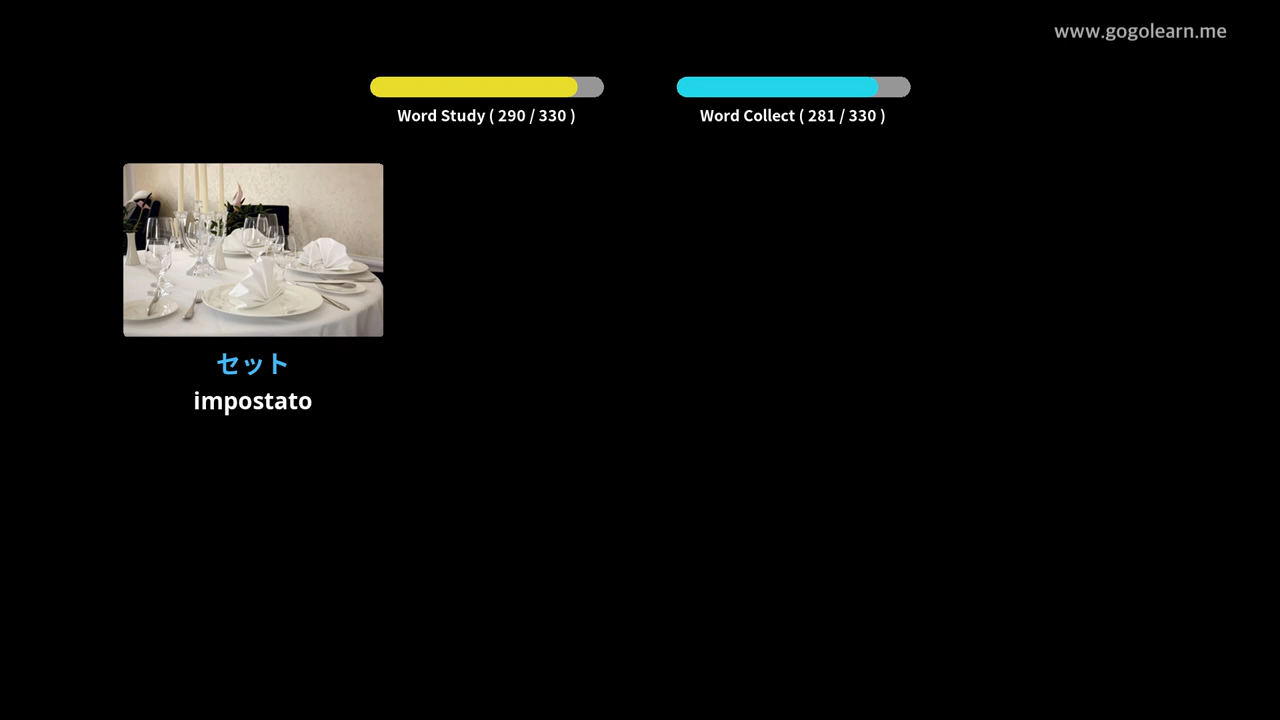 www.gogolearn.me
Word Study ( 290 / 330 )
Word Collect ( 281 / 330 )
セット
impostato